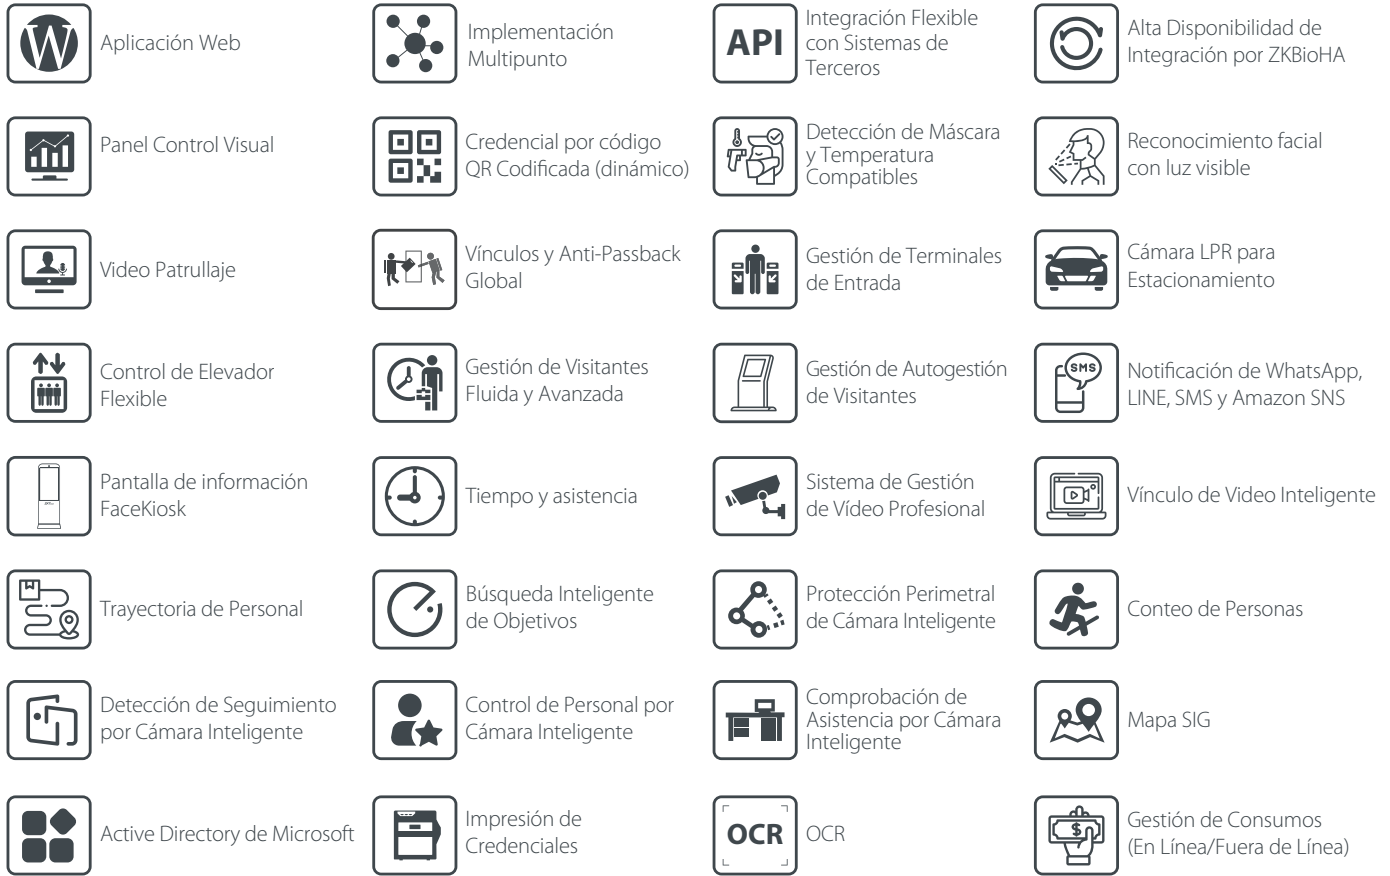 Aplicación Web
Implementación
Multipunto
API
Integración Flexible
con Sistemas de
Terceros
Alta Disponibilidad de
Integración por ZKBioHA
Panel Control Visual
Credencial por código
QR Codificada (dinámico)
Detección de Máscara
y Temperatura
Compatibles
Reconocimiento facial
con luz visible
Video Patrullaje
Vínculos y Anti-Passback
Global
Gestión de Terminales
de Entrada
Cámara LPR para
Estacionamiento
Control de Elevador
Flexible
Gestión de Visitantes
Fluida y Avanzada
Gestión de Autogestión
de Visitantes
SMS
Notificación de WhatsApp,
LINE, SMS y Amazon SNS
Pantalla de información
FaceKiosk
Tiempo y asistencia
Sistema de Gestión
de Vídeo Profesional
Vínculo de Video Inteligente
Trayectoria de Personal
Búsqueda Inteligente
de Objetivos
Protección Perimetral
de Cámara Inteligente
Conteo de Personas
Detección de Seguimiento
por Cámara Inteligente
Control de Personal por
Cámara Inteligente
Comprobación de
Asistencia por Cámara
Inteligente
Mapa SIG
Active Directory de Microsoft
Impresión de
Credenciales
OCR
OCR
$
Gestión de Consumos
(En Línea/Fuera de Línea)